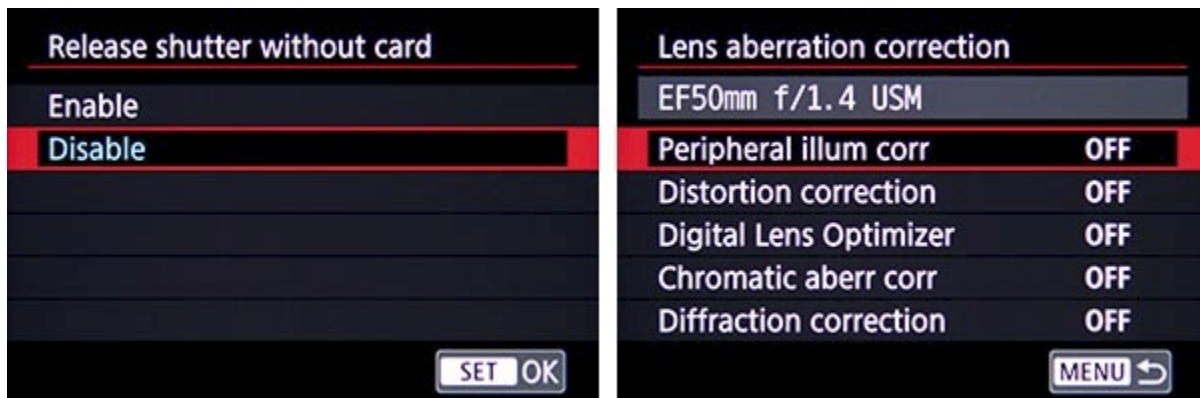 Release shutter without card
Enable
Disable
SET OK
Lens aberration correction
EF50mm f/1.4 USM
Peripheral illum corr OFF
Distortion correction OFF
Digital Lens Optimizer OFF
Chromatic aberr corr OFF
Diffraction correction OFF
MENU